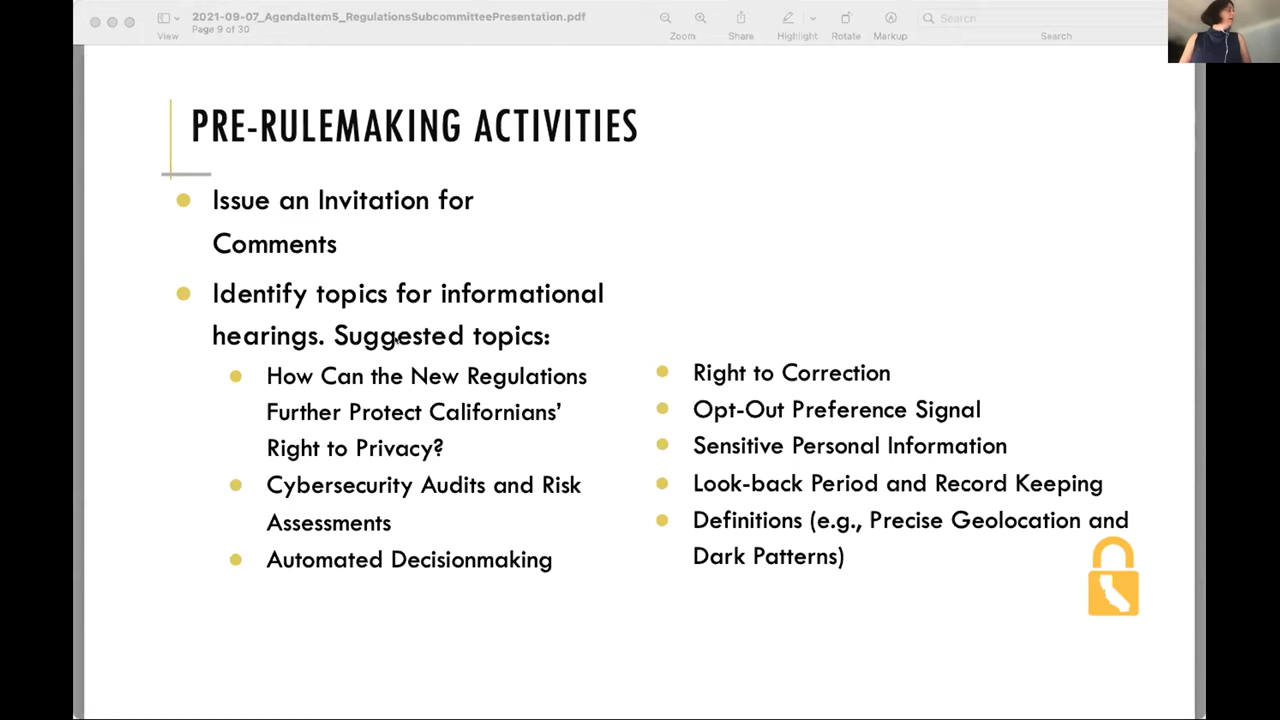 2021-09-07_AgendaItem5_RegulationsSubcommitteePresentation.pdf
Page 9 of 30
View
Zoom
Share
Highlight
Rotate
Markup
Search
Search
PRE-RULEMAKING ACTIVITIES
Issue an Invitation for
Comments
Identify topics for informational
hearings. Suggested topics:
How Can the New Regulations
Further Protect Californians’
Right to Privacy?
Cybersecurity Audits and Risk
Assessments
Automated Decisionmaking
Right to Correction
Opt-Out Preference Signal
Sensitive Personal Information
Look-back Period and Record Keeping
Definitions (e.g., Precise Geolocation and
Dark Patterns)